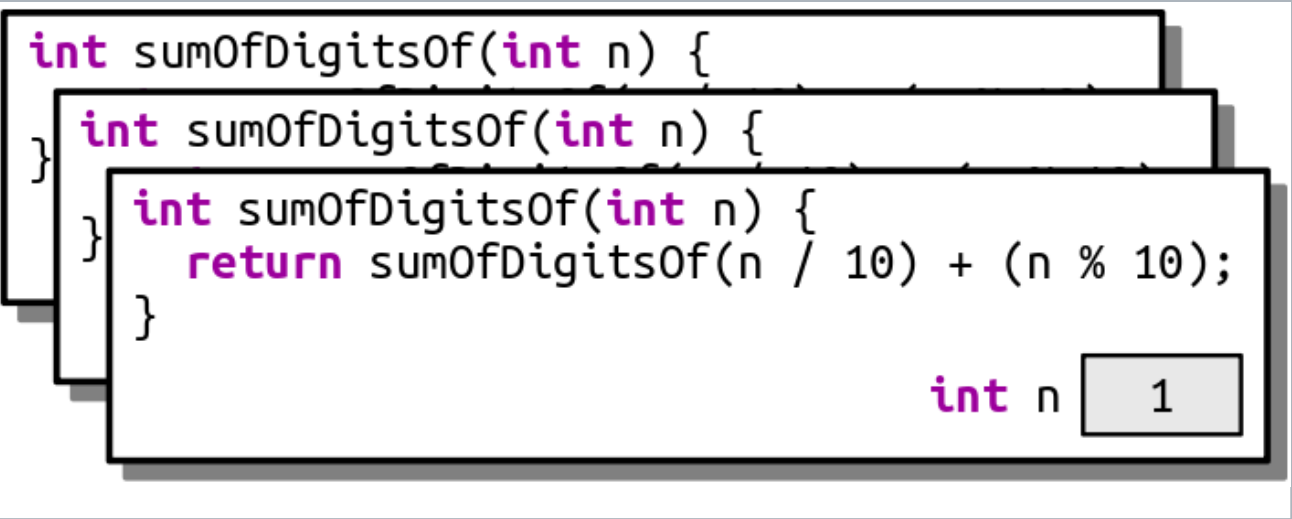 int sumOfDigitsOf(int n) {
}
int sumOfDigitsOf(int n) {
}
int sumOfDigitsOf(int n) {
return sumOfDigitsOf(n / 10) + (n % 10);
}
int n 1